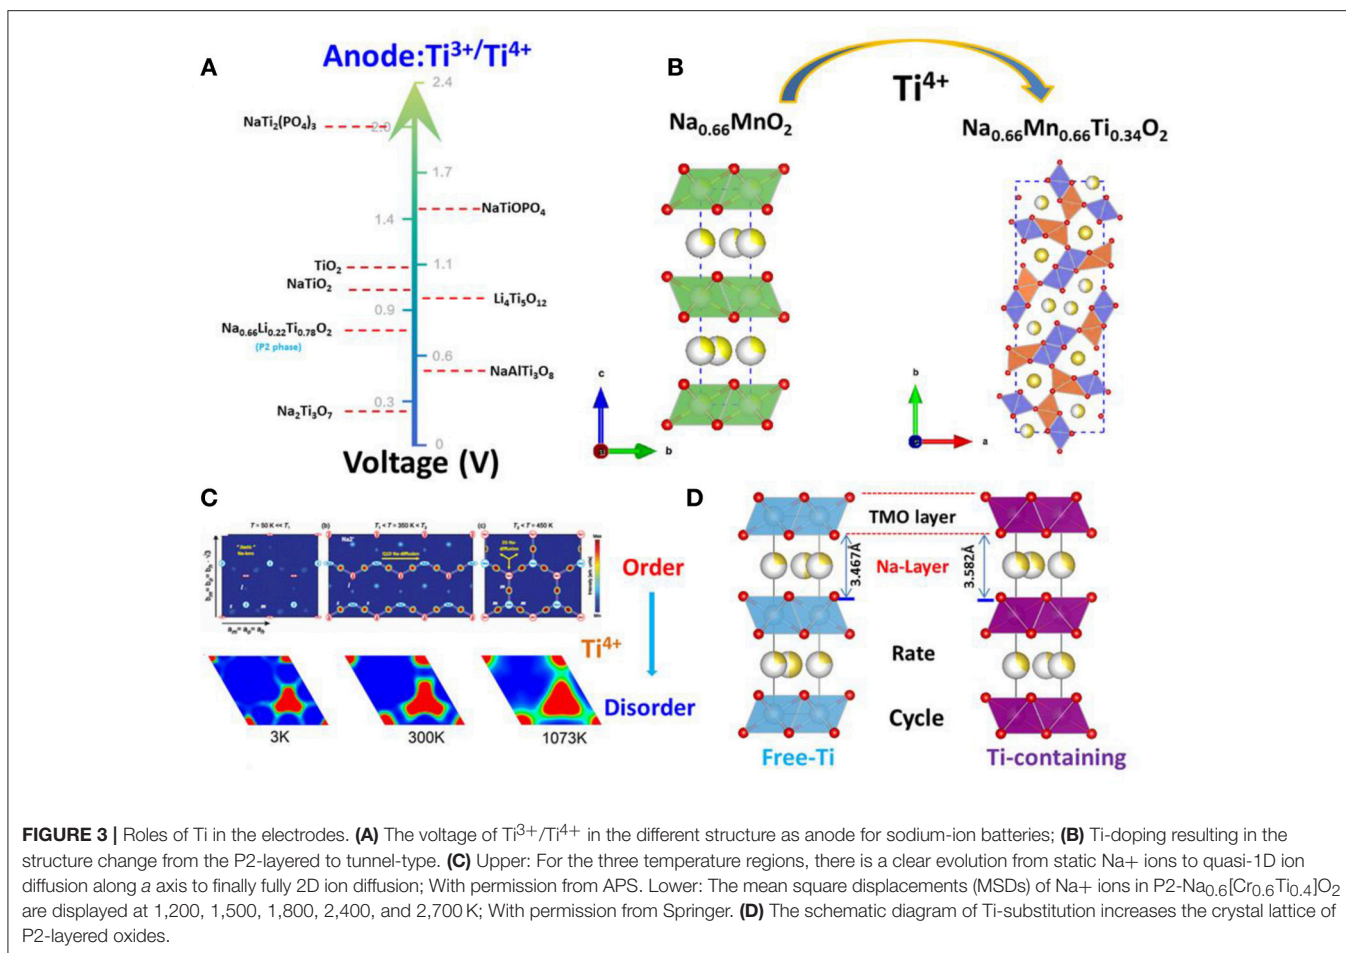 A
Anode:Ti³⁺/Ti⁴⁺
2.4
NaTi₂(PO₄)₃
2.0
1.7
NaTiOPO₄
1.4
TiO₂
1.1
NaTiO₂
Li₄Ti₅O₁₂
0.9
Na₀.₆₆Li₀.₂₂Ti₀.₇₈O₂
(P2 phase)
0.6
NaAlTi₃O₈
0.3
Na₂Ti₃O₇
0
Voltage (V)
B
Ti⁴⁺
Na₀.₆₆MnO₂
Na₀.₆₆Mn₀.₆₆Ti₀.₃₄O₂
c
b
b
a
C
T = 50 K << T₁
(b)
T₁ < T = 350 K < T₂
(c)
T₂ < T = 450 K
Order
Ti⁴⁺
Disorder
3K
300K
1073K
D
TMO layer
3.467Å
Na-Layer
3.582Å
Rate
Cycle
Free-Ti
Ti-containing
FIGURE 3 | Roles of Ti in the electrodes. (A) The voltage of Ti³⁺/Ti⁴⁺ in the different structure as anode for sodium-ion batteries; (B) Ti-doping resulting in the
structure change from the P2-layered to tunnel-type. (C) Upper: For the three temperature regions, there is a clear evolution from static Na+ ions to quasi-1D ion
diffusion along a axis to finally fully 2D ion diffusion; With permission from APS. Lower: The mean square displacements (MSDs) of Na+ ions in P2-Na₀.₆[Cr₀.₆Ti₀.₄]O₂
are displayed at 1,200, 1,500, 1,800, 2,400, and 2,700 K; With permission from Springer. (D) The schematic diagram of Ti-substitution increases the crystal lattice of
P2-layered oxides.